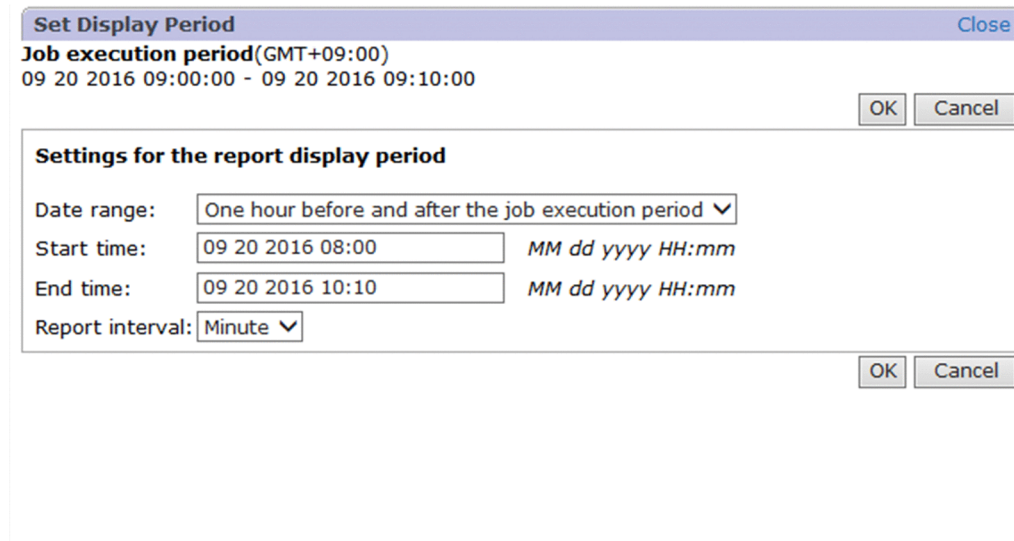 Set Display Period Close
Job execution period(GMT+09:00)
09 20 2016 09:00:00 - 09 20 2016 09:10:00
OK Cancel
Settings for the report display period
Date range: One hour before and after the job execution period
Start time: 09 20 2016 08:00 MM dd yyyy HH:mm
End time: 09 20 2016 10:10 MM dd yyyy HH:mm
Report interval: Minute
OK Cancel